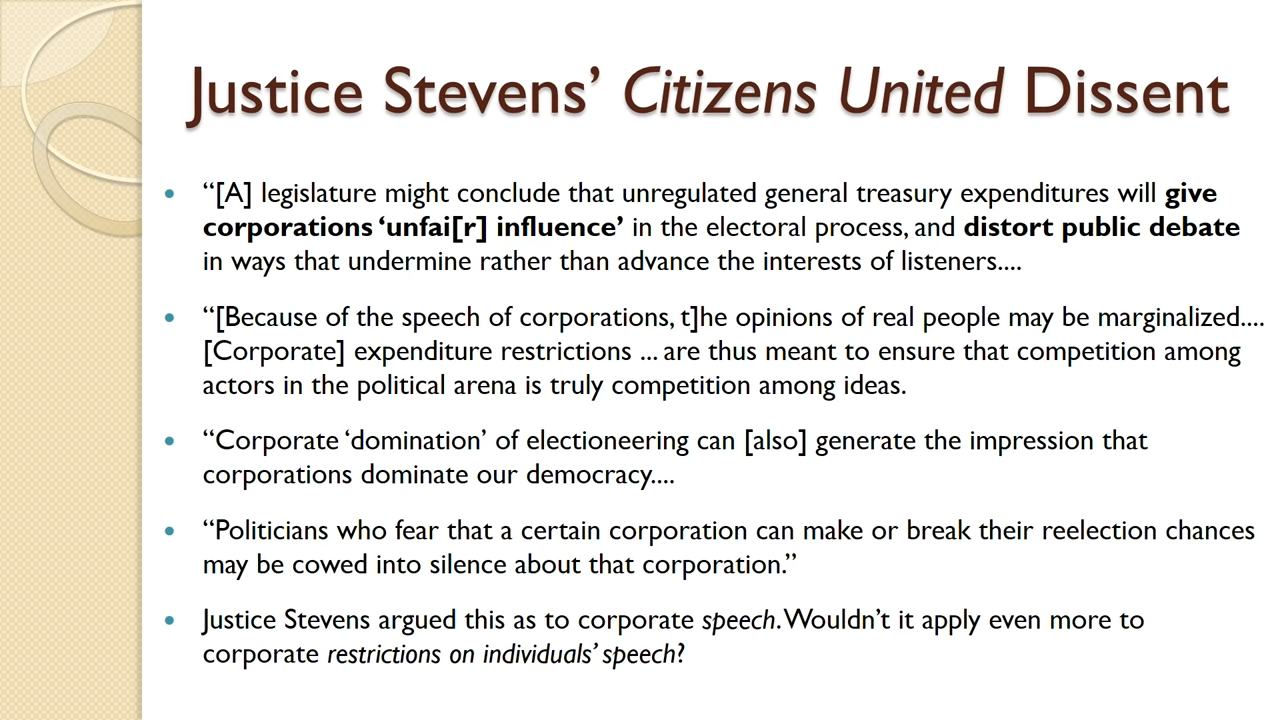 Justice Stevens’ Citizens United Dissent
“[A] legislature might conclude that unregulated general treasury expenditures will give
corporations ‘unfai[r] influence’ in the electoral process, and distort public debate
in ways that undermine rather than advance the interests of listeners....
“[Because of the speech of corporations, t]he opinions of real people may be marginalized....
[Corporate] expenditure restrictions ... are thus meant to ensure that competition among
actors in the political arena is truly competition among ideas.
“Corporate ‘domination’ of electioneering can [also] generate the impression that
corporations dominate our democracy....
“Politicians who fear that a certain corporation can make or break their reelection chances
may be cowed into silence about that corporation.”
Justice Stevens argued this as to corporate speech. Wouldn’t it apply even more to
corporate restrictions on individuals’ speech?